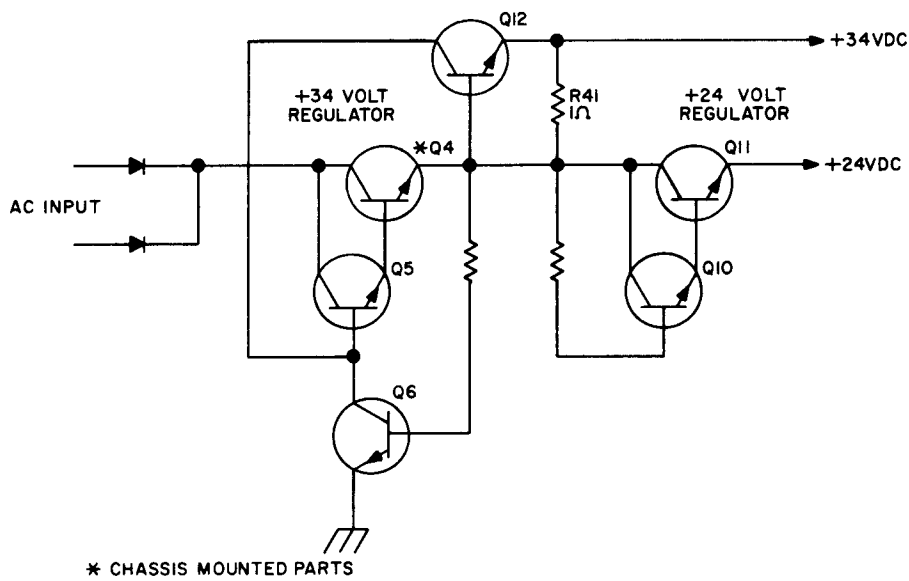 Q12
+34VDC
+34 VOLT
REGULATOR
R41
1Ω
+24 VOLT
REGULATOR
*Q4
Q11
+24VDC
AC INPUT
Q5
Q10
Q6
* CHASSIS MOUNTED PARTS